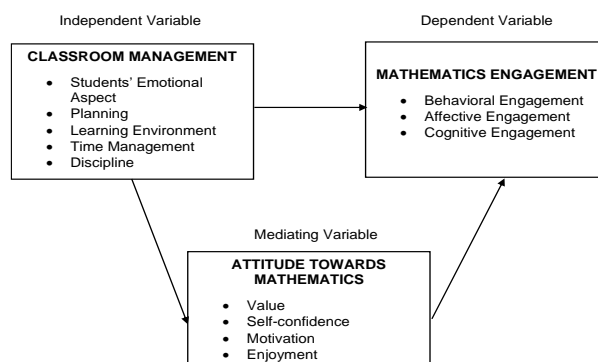 Independent Variable
Dependent Variable
CLASSROOM MANAGEMENT
• Students' Emotional
Aspect
• Planning
• Learning Environment
• Time Management
• Discipline
MATHEMATICS ENGAGEMENT
• Behavioral Engagement
• Affective Engagement
• Cognitive Engagement
Mediating Variable
ATTITUDE TOWARDS
MATHEMATICS
• Value
• Self-confidence
• Motivation
• Enjoyment